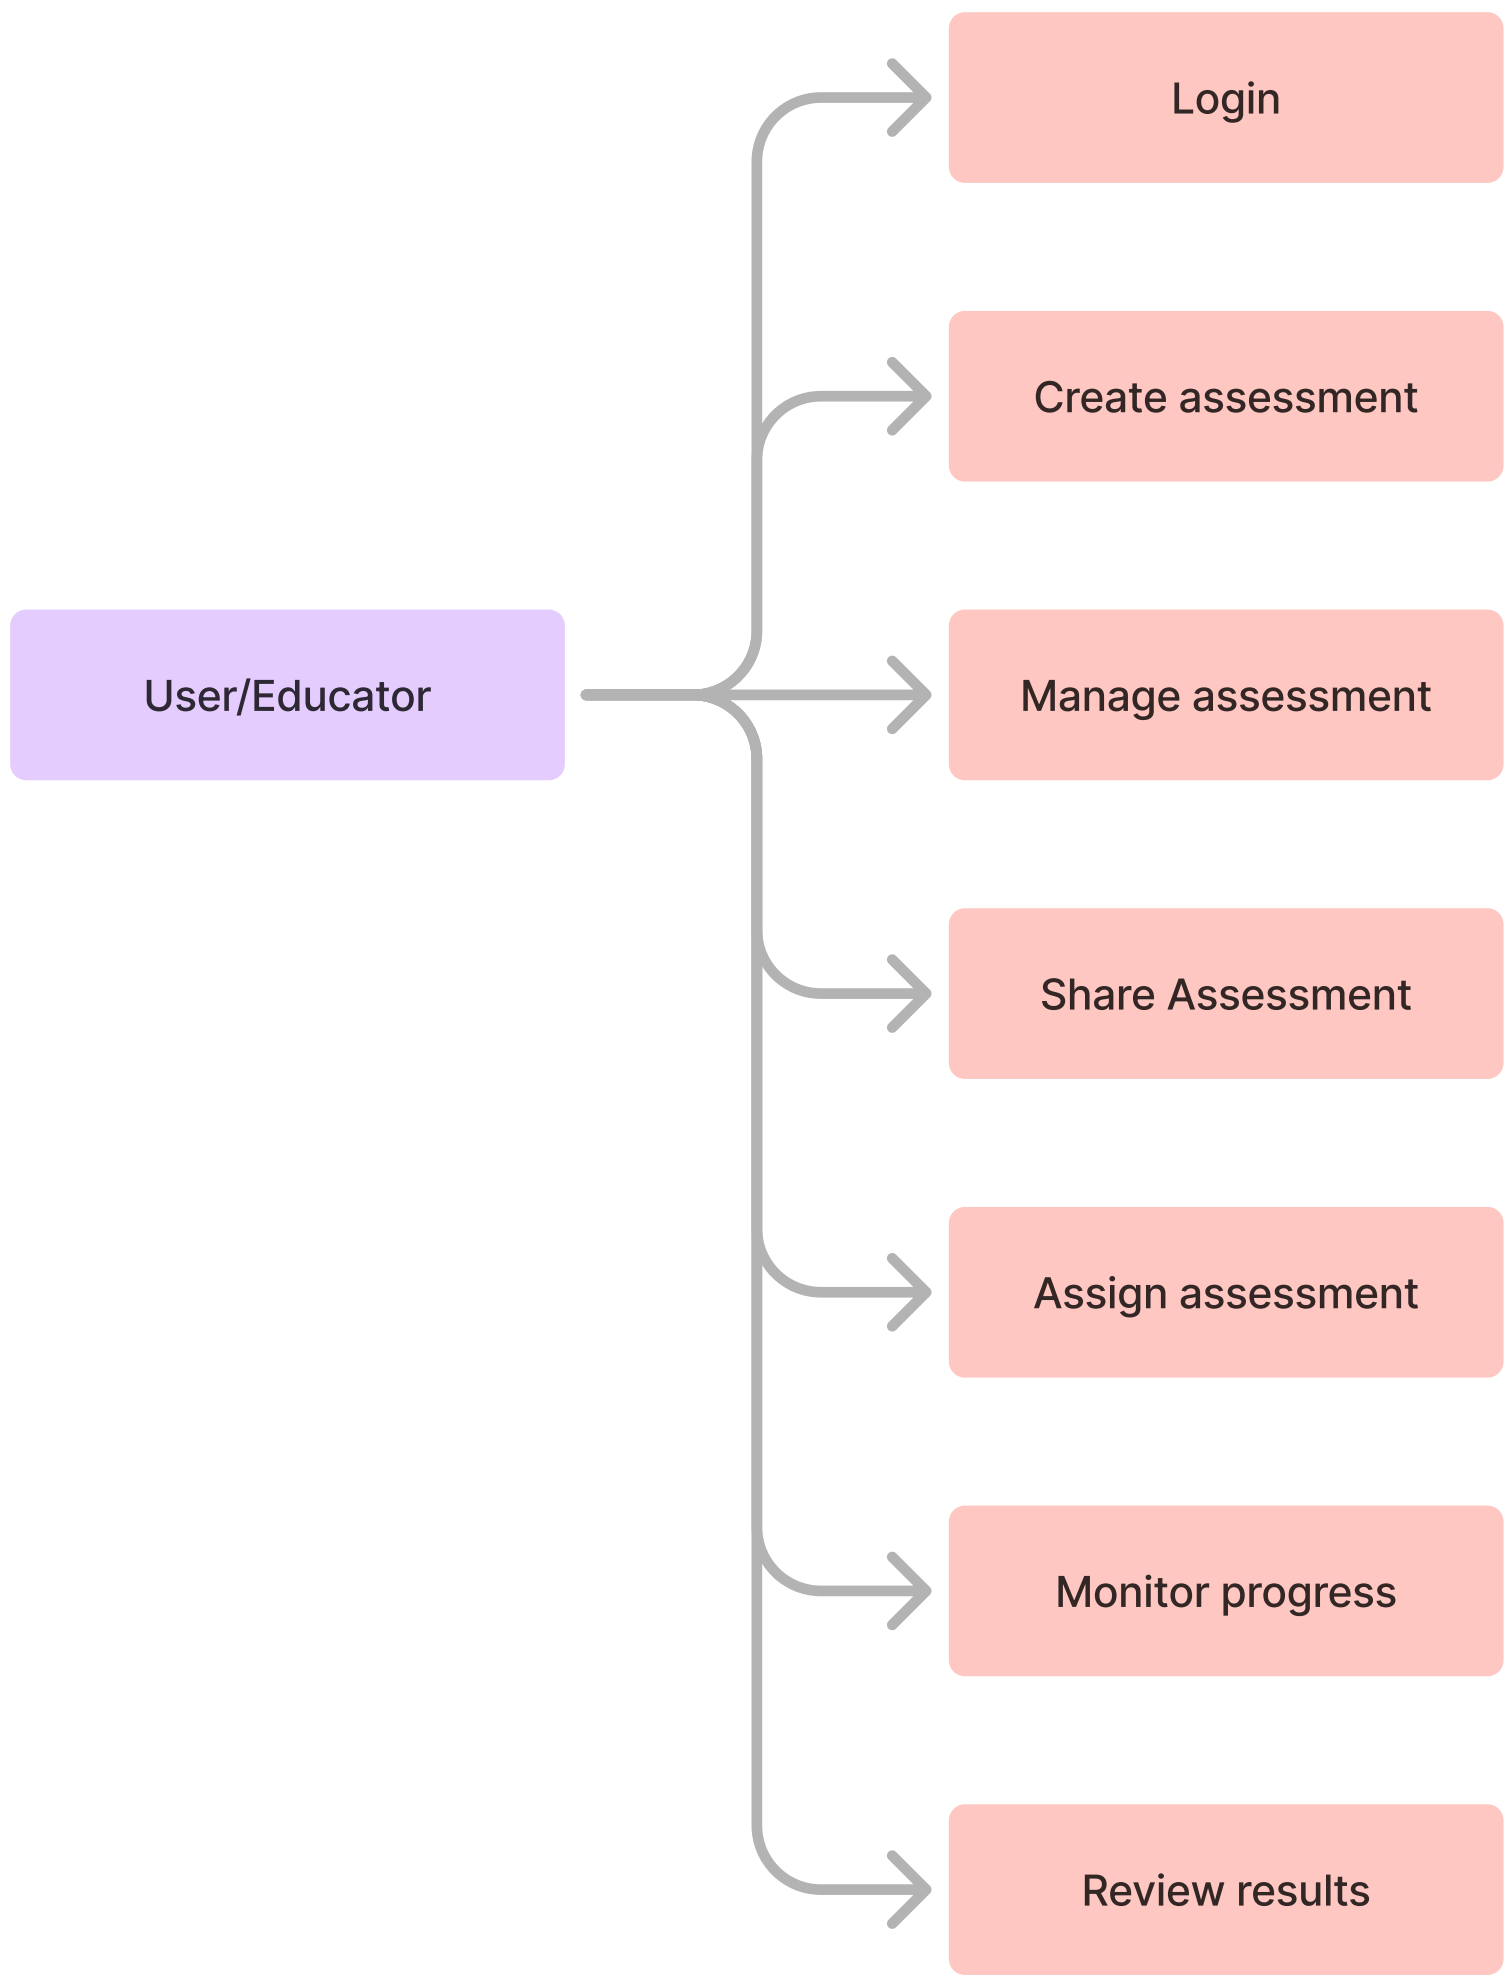 Login
Create assessment
User/Educator
Manage assessment
Share Assessment
Assign assessment
Monitor progress
Review results